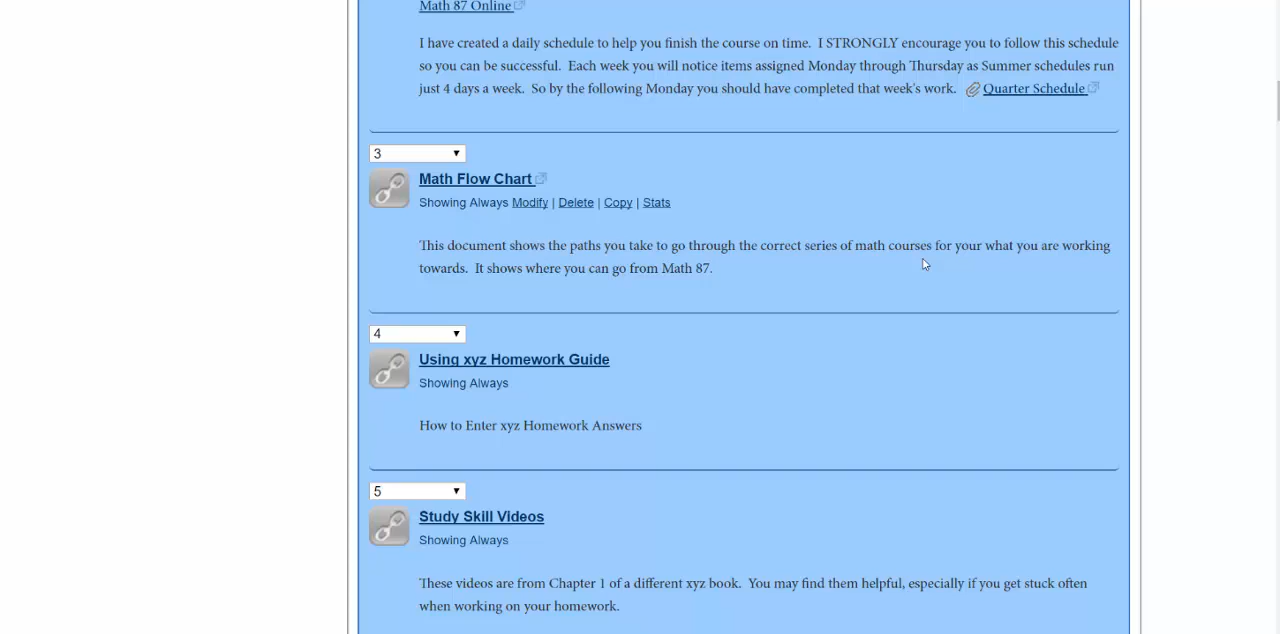 Math 87 Online
I have created a daily schedule to help you finish the course on time. I STRONGLY encourage you to follow this schedule
so you can be successful. Each week you will notice items assigned Monday through Thursday as Summer schedules run
just 4 days a week. So by the following Monday you should have completed that week's work. Quarter Schedule
3
Math Flow Chart
Showing Always Modify | Delete | Copy | Stats
This document shows the paths you take to go through the correct series of math courses for your what you are working
towards. It shows where you can go from Math 87.
4
Using xyz Homework Guide
Showing Always
How to Enter xyz Homework Answers
5
Study Skill Videos
Showing Always
These videos are from Chapter 1 of a different xyz book. You may find them helpful, especially if you get stuck often
when working on your homework.